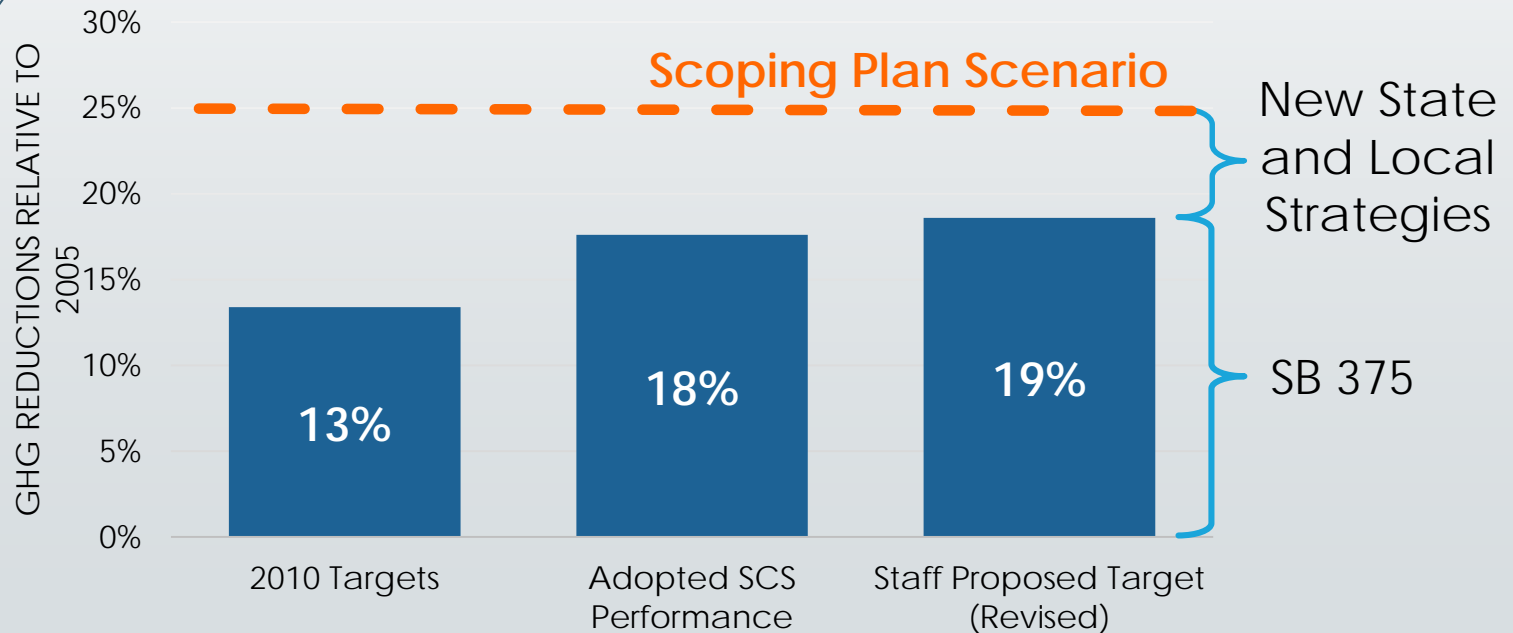 GHG REDUCTIONS RELATIVE TO
2005
30%
25%
20%
15%
10%
5%
0%
Scoping Plan Scenario
13%
18%
19%
2010 Targets
Adopted SCS
Performance
Staff Proposed Target
(Revised)
New State
and Local
Strategies
SB 375